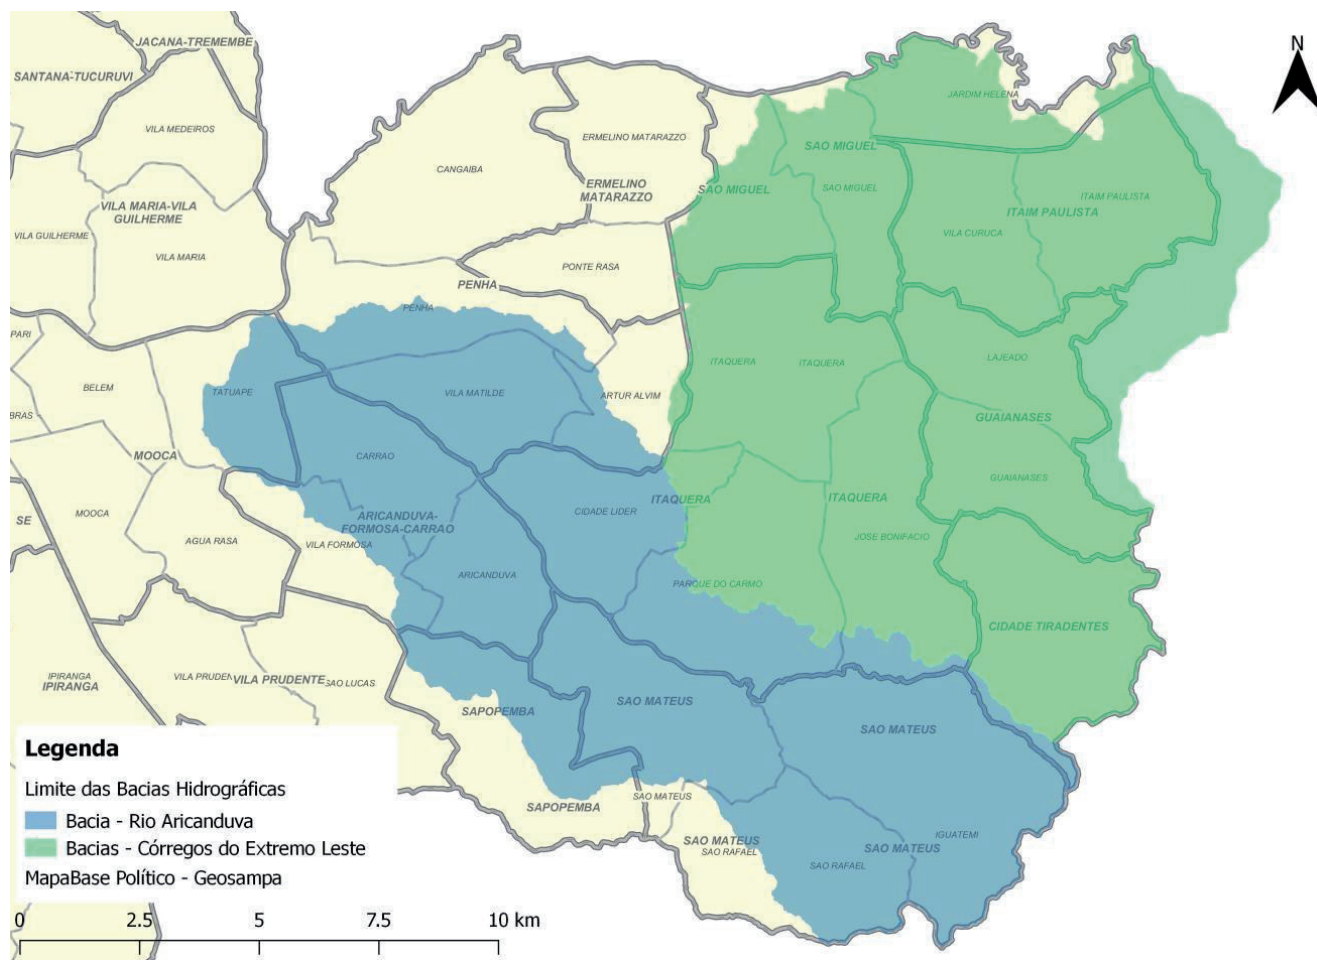 JACANA-TREMEMBE
N
SANTANA-TUCURUVI
JARDIM HELENA
VILA MEDEIROS
ERMELINO MATARAZZO
SAO MIGUEL
CANGAIBA
ERMELINO
MATARAZZO
SAO MIGUEL
SAO MIGUEL
ITAIM PAULISTA
VILA MARIA-VILA
GUILHERME
ITAIM PAULISTA
VILA GUILHERME
VILA CURUCA
VILA MARIA
PONTE RASA
PENHA
PENHA
PARI
ITAQUERA
ITAQUERA
LAJEADO
BELEM
TATUAPE
VILA MATILDE
ARTUR ALVIM
BRAS
GUAIANASES
MOOCA
CARRAO
GUAIANASES
ITAQUERA
ITAQUERA
MOOCA
SE
CIDADE LIDER
ARICANDUVA-
FORMOSA-CARRAO
AGUA RASA
VILA FORMOSA
JOSE BONIFACIO
ARICANDUVA
PARQUE DO CARMO
CIDADE TIRADENTES
IPIRANGA
IPIRANGA
VILA PRUDEN
VILA PRUDENTE
SAO LUCAS
SAO MATEUS
SAPOPEMBA
SAO MATEUS
SAO MATEUS
SAPOPEMBA
SAO MATEUS
SAO RAFAEL
IGUATEMI
SAO MATEUS
SAO RAFAEL
Legenda
Limite das Bacias Hidrográficas
Bacia - Rio Aricanduva
Bacias - Córregos do Extremo Leste
MapaBase Político - Geosampa
0 2.5 5 7.5 10 km